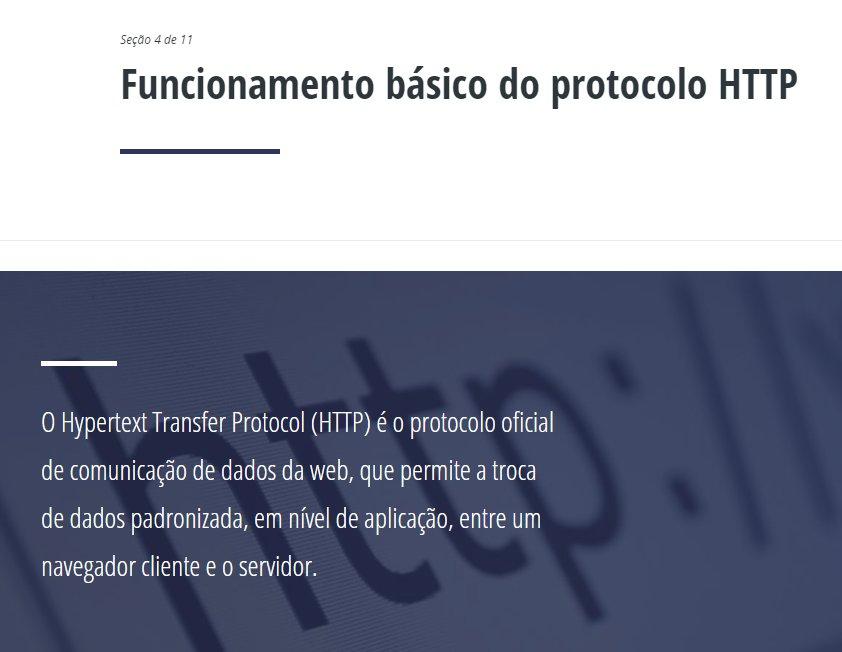 Seção 4 de 11
Funcionamento básico do protocolo HTTP
http://
O Hypertext Transfer Protocol (HTTP) é o protocolo oficial
de comunicação de dados da web, que permite a troca
de dados padronizada, em nível de aplicação, entre um
navegador cliente e o servidor.